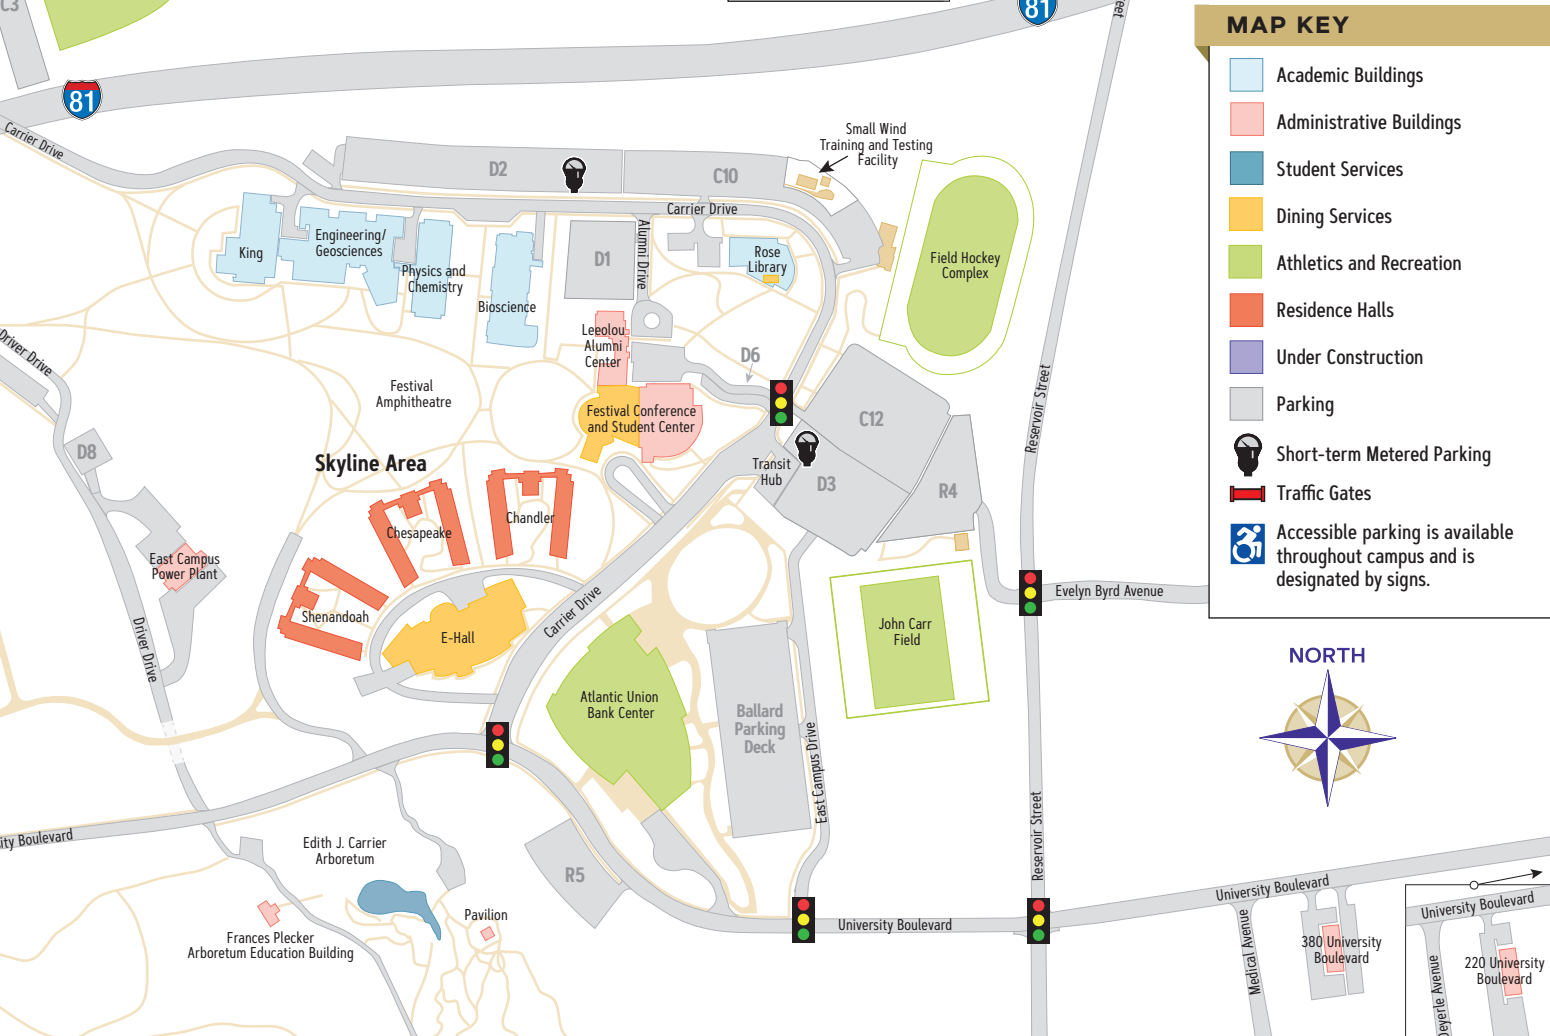 C3
81
81
MAP KEY
Academic Buildings
Administrative Buildings
Student Services
Dining Services
Athletics and Recreation
Residence Halls
Under Construction
Parking
Short-term Metered Parking
Traffic Gates
Accessible parking is available
throughout campus and is
designated by signs.
NORTH
Carrier Drive
D2
C10
Small Wind
Training and Testing
Facility
Carrier Drive
King
Engineering/
Geosciences
Physics and
Chemistry
Bioscience
D1
Alumni Drive
Rose
Library
Field Hockey
Complex
Leeolou
Alumni
Center
D6
Driver Drive
Festival
Amphitheatre
Festival Conference
and Student Center
C12
Reservoir Street
D8
Skyline Area
Transit
Hub
D3
R4
Chandler
Chesapeake
East Campus
Power Plant
Shenandoah
E-Hall
Carrier Drive
Evelyn Byrd Avenue
John Carr
Field
Driver Drive
Atlantic Union
Bank Center
Ballard
Parking
Deck
East Campus Drive
Reservoir Street
ity Boulevard
Edith J. Carrier
Arboretum
R5
Pavilion
Frances Plecker
Arboretum Education Building
University Boulevard
University Boulevard
Medical Avenue
380 University
Boulevard
University Boulevard
220 University
Boulevard
Deyerle Avenue